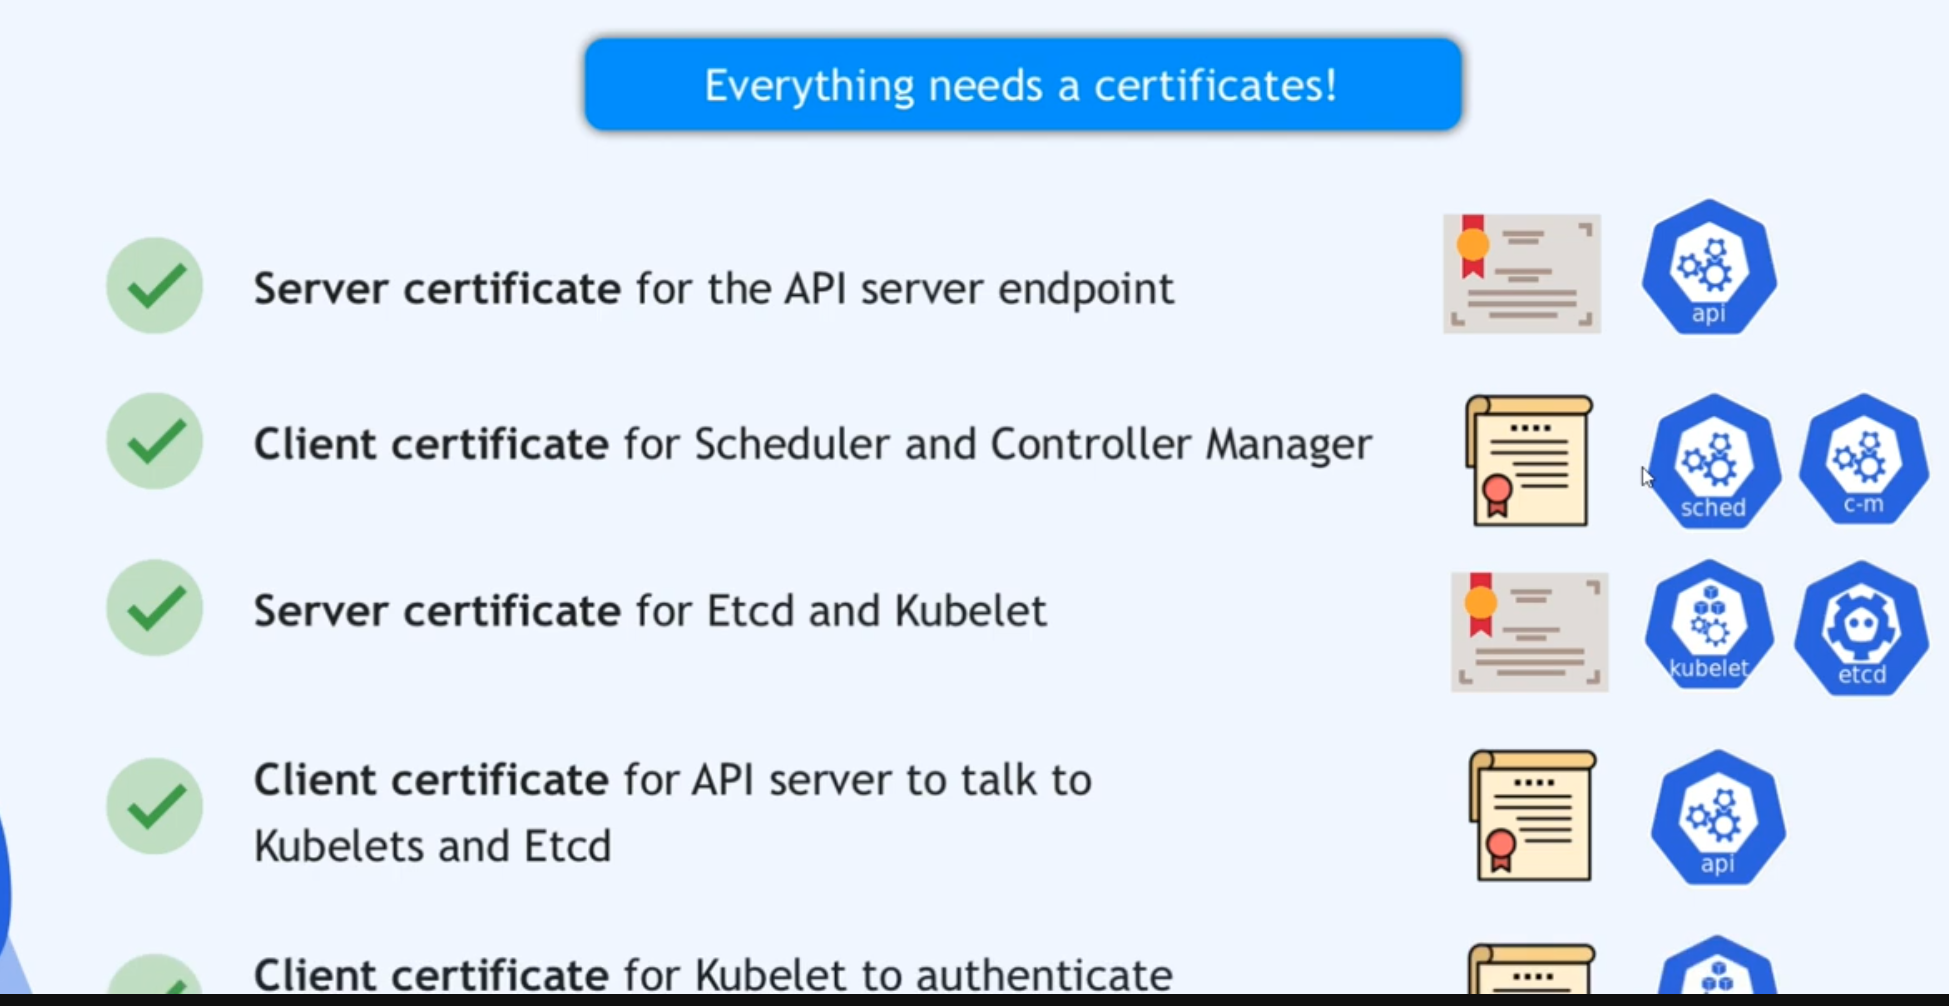 Everything needs a certificates!
Server certificate for the API server endpoint
api
Client certificate for Scheduler and Controller Manager
sched
c-m
Server certificate for Etcd and Kubelet
kubelet
etcd
Client certificate for API server to talk to
Kubelets and Etcd
api
Client certificate for Kubelet to authenticate